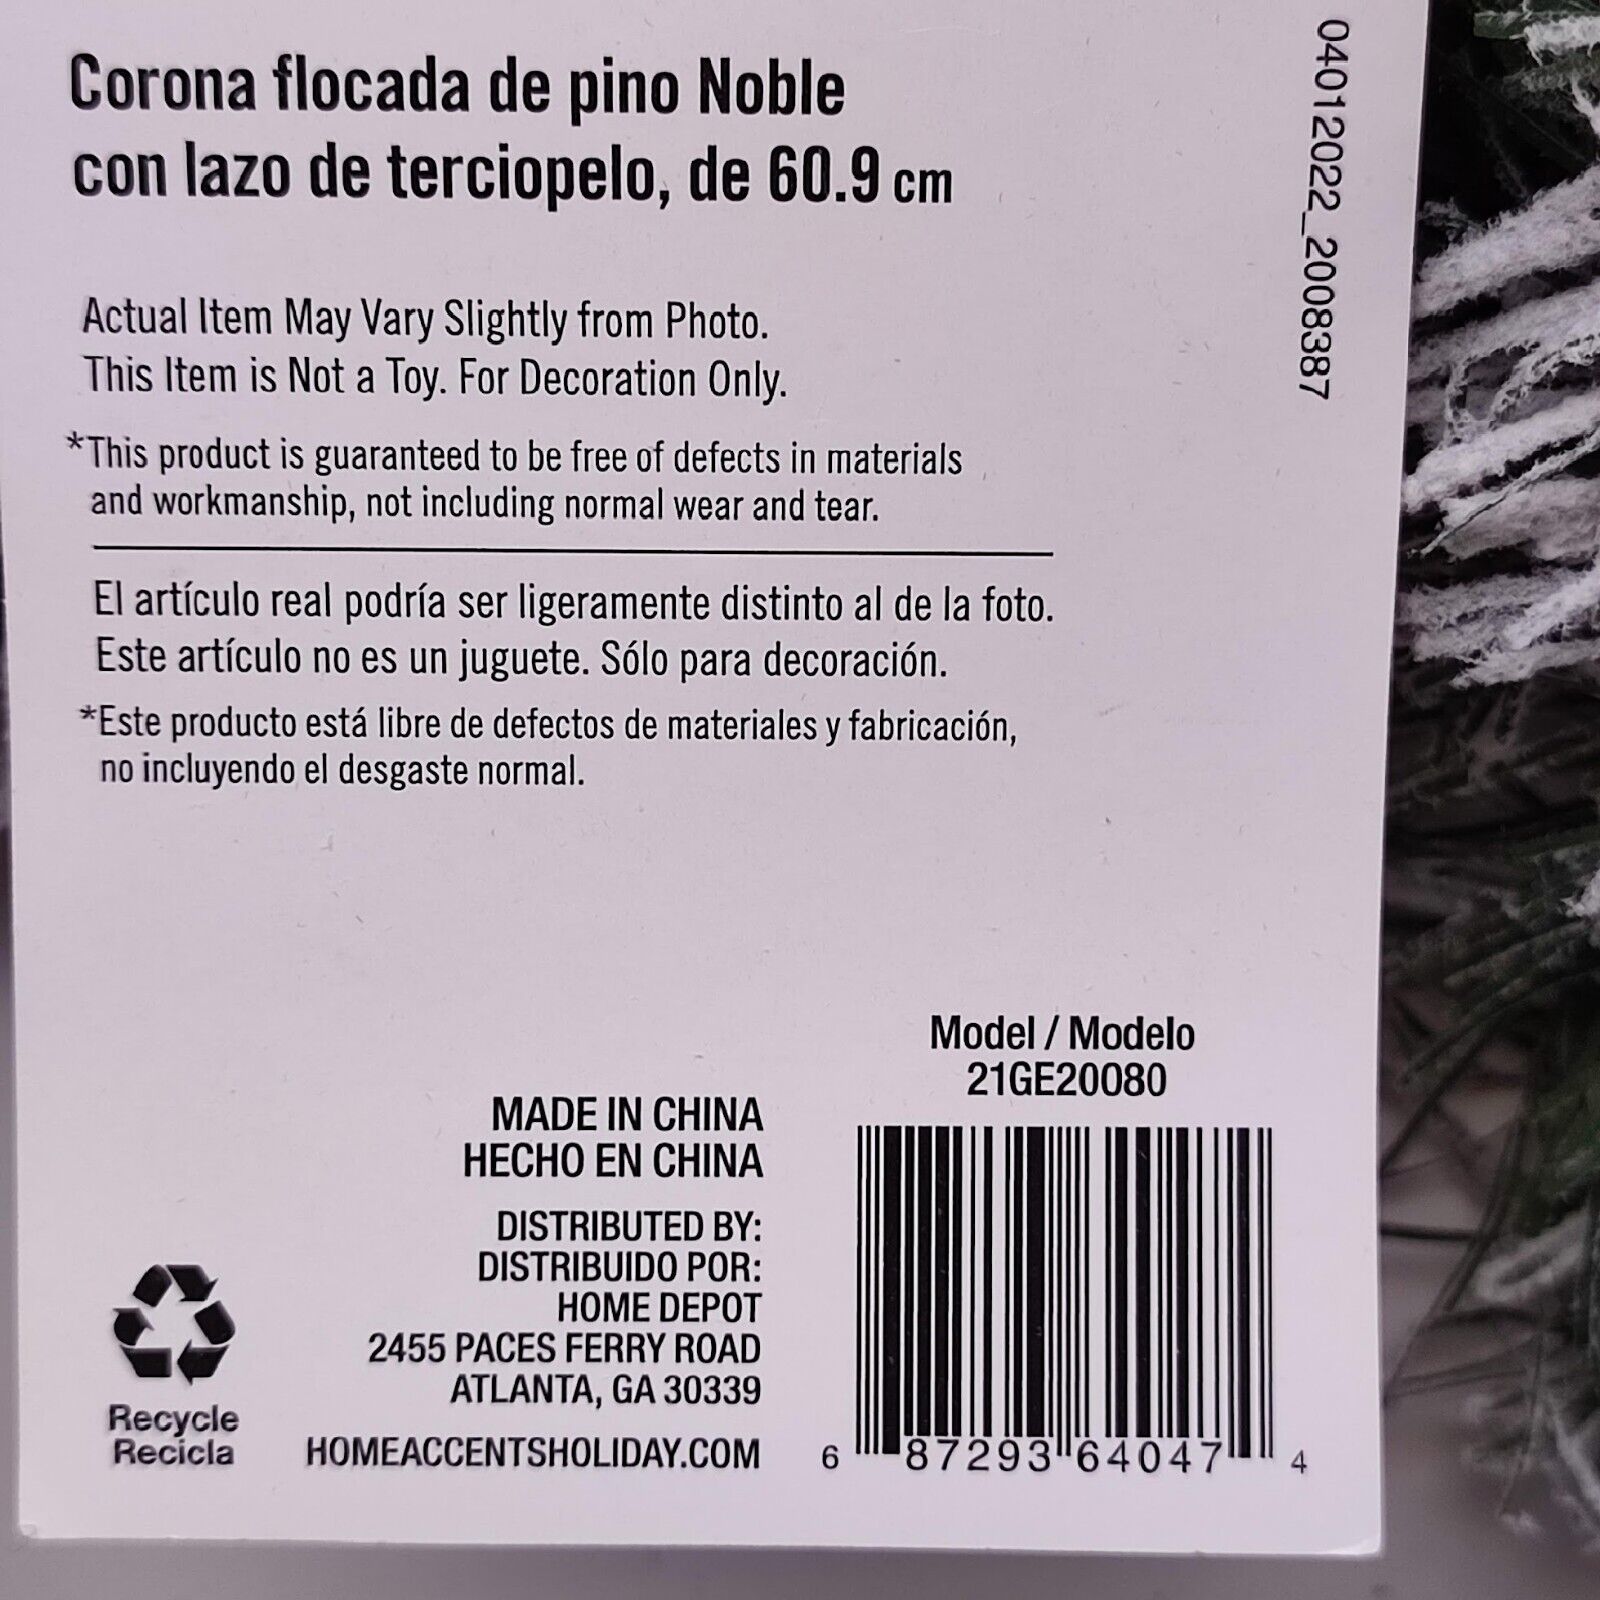 Corona flocada de pino Noble
con lazo de terciopelo, de 60.9 cm
04012022_2008387
Actual Item May Vary Slightly from Photo.
This Item is Not a Toy. For Decoration Only.
*This product is guaranteed to be free of defects in materials
and workmanship, not including normal wear and tear.
El artículo real podría ser ligeramente distinto al de la foto.
Este artículo no es un juguete. Sólo para decoración.
*Este producto está libre de defectos de materiales y fabricación,
no incluyendo el desgaste normal.
Model / Modelo
21GE20080
MADE IN CHINA
HECHO EN CHINA
DISTRIBUTED BY:
DISTRIBUIDO POR:
HOME DEPOT
2455 PACES FERRY ROAD
ATLANTA, GA 30339
HOMEACCENTSHOLIDAY.COM
Recycle
Recicla
6 87293 64047 4